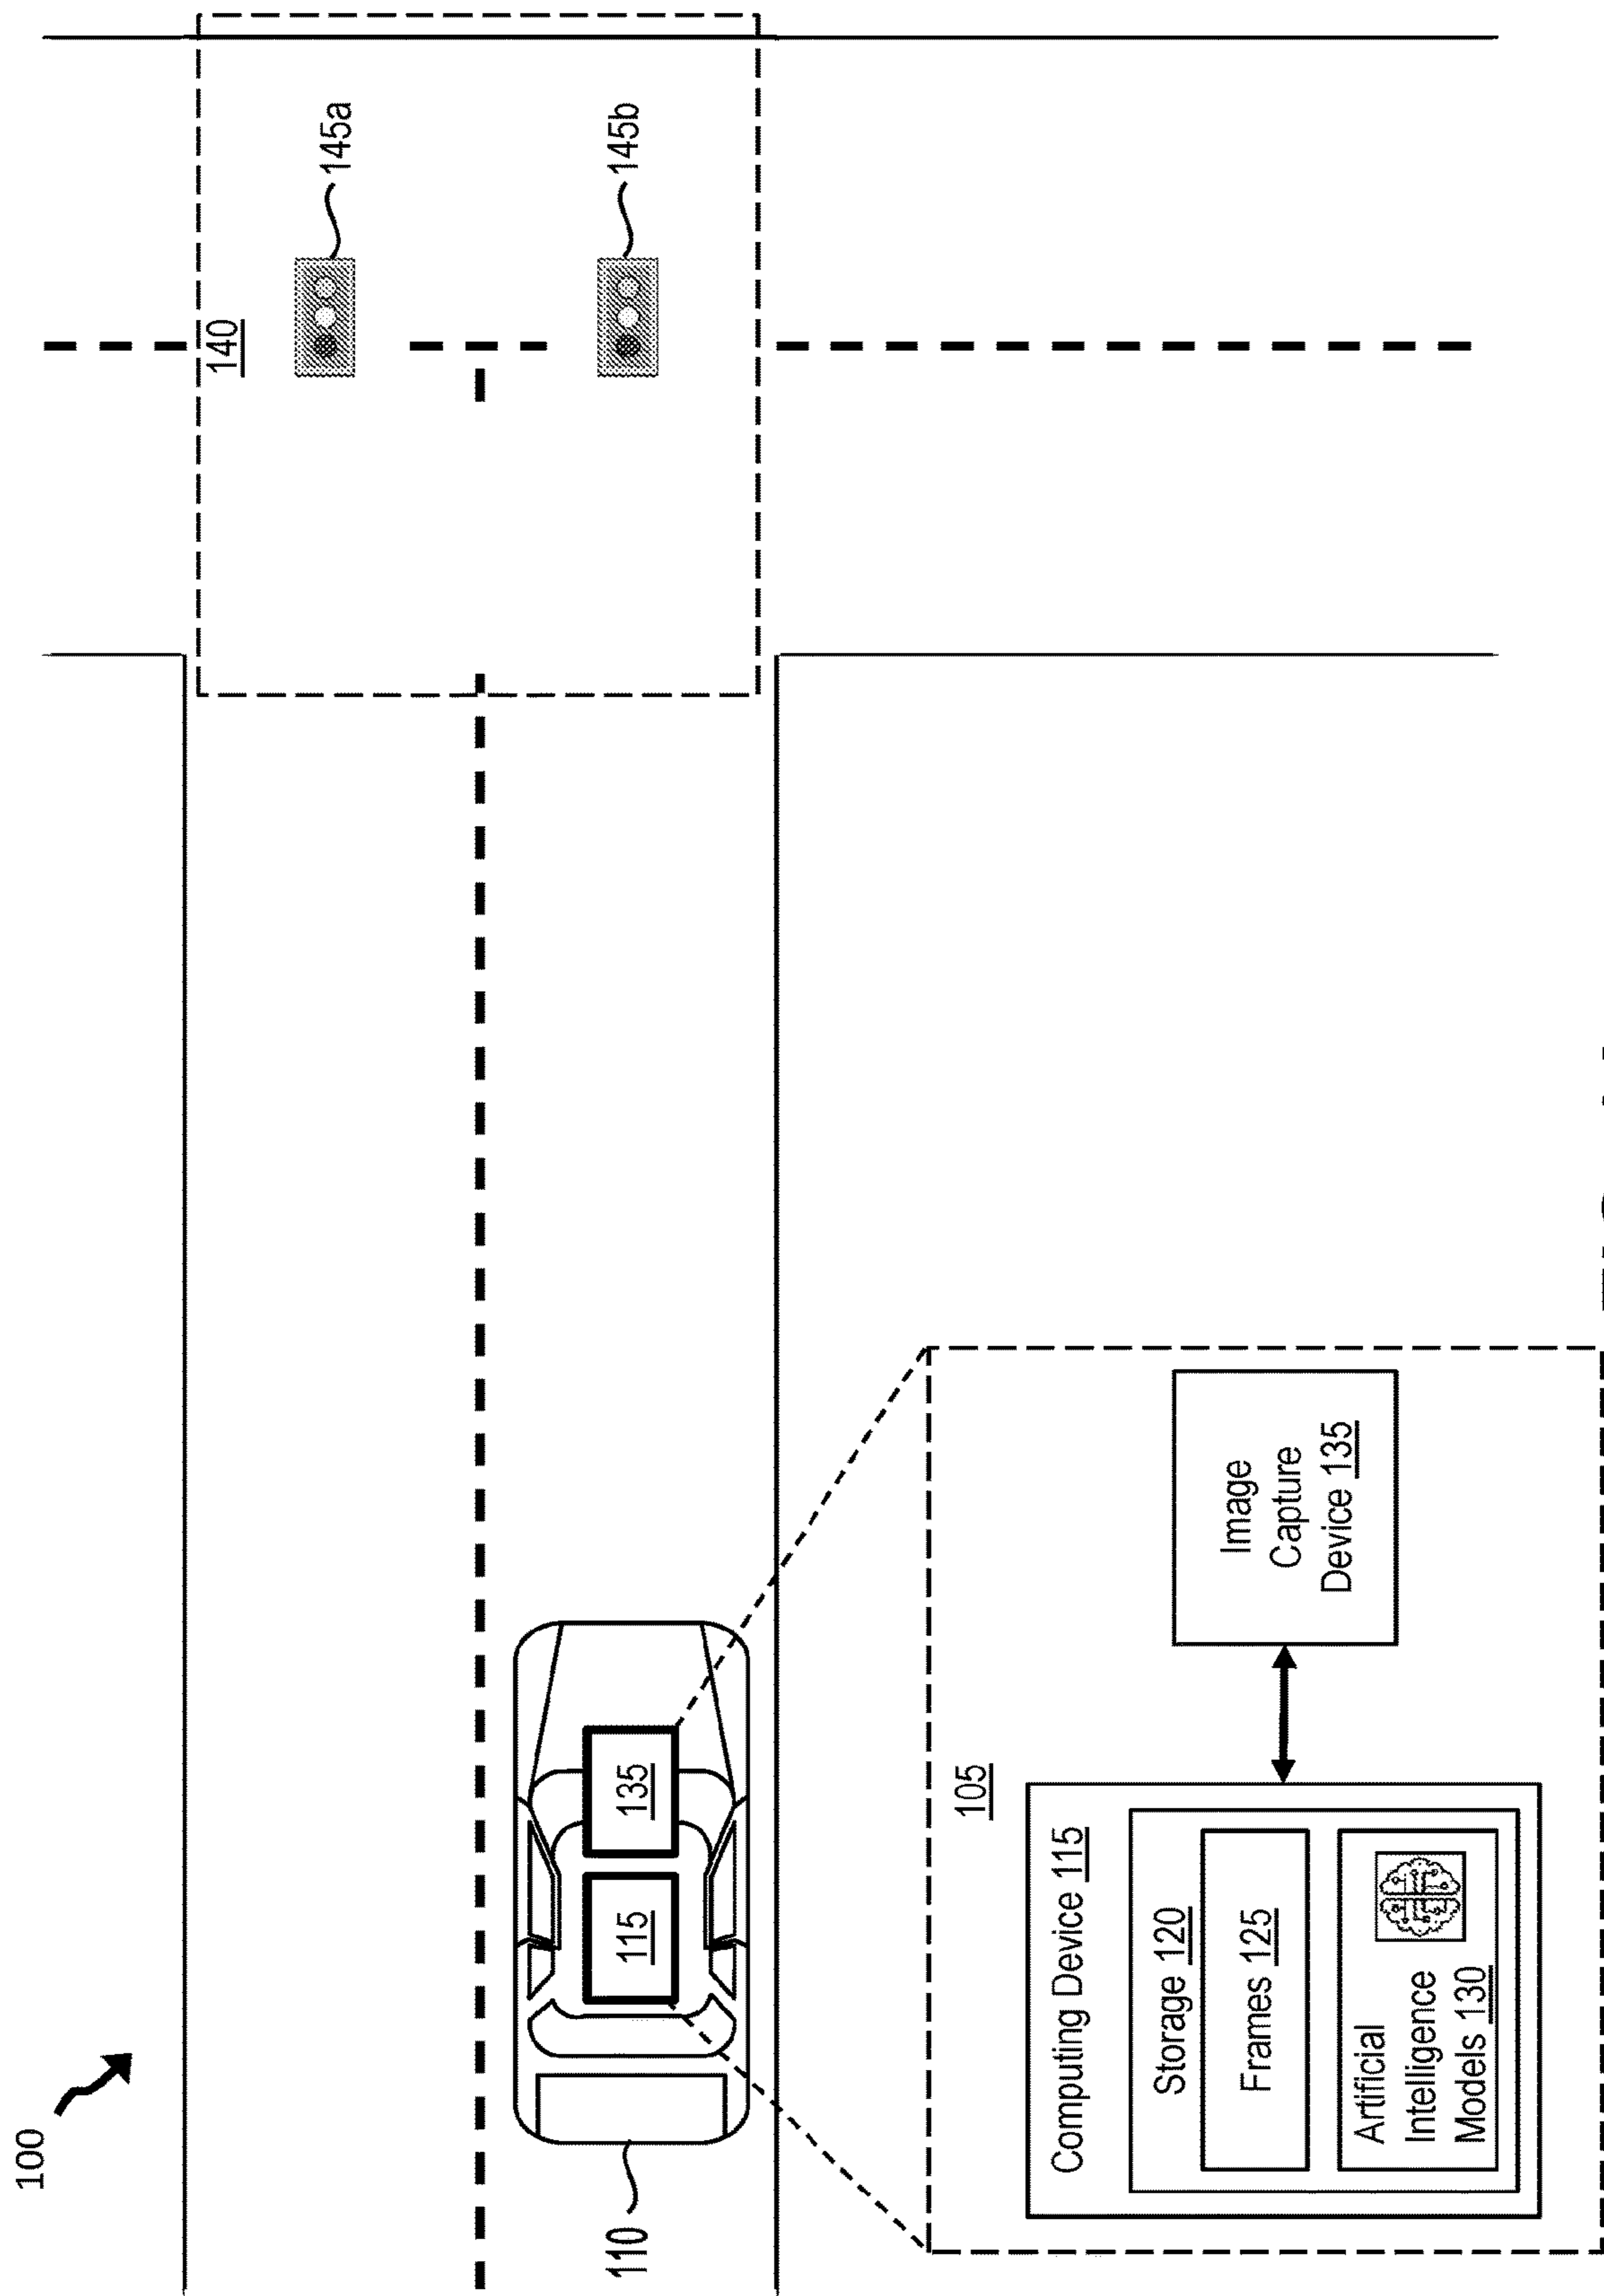 100
140
145a
145b
110
115
135
105
Computing Device 115
Storage 120
Frames 125
Artificial
Intelligence
Models 130
Image
Capture
Device 135